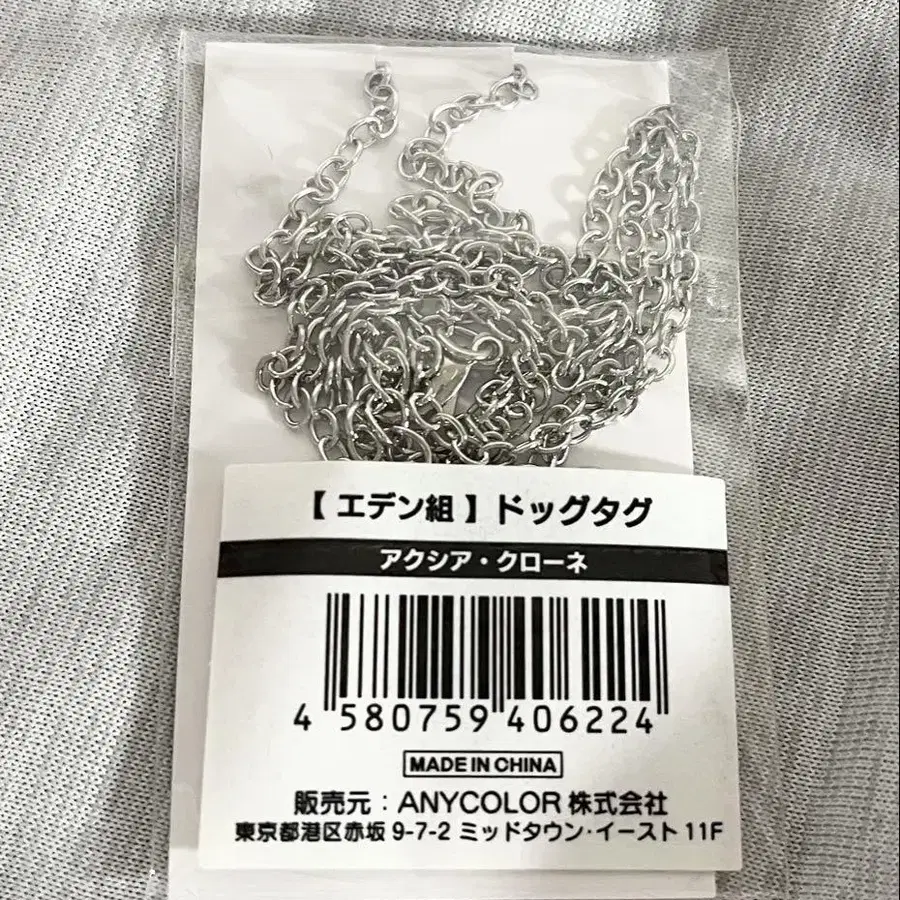 【エデン組】ドッグタグ
アクシア・クローネ
4 580759 406224
MADE IN CHINA
販売元：ANYCOLOR 株式会社
東京都港区赤坂 9-7-2 ミッドタウン・イースト 11F